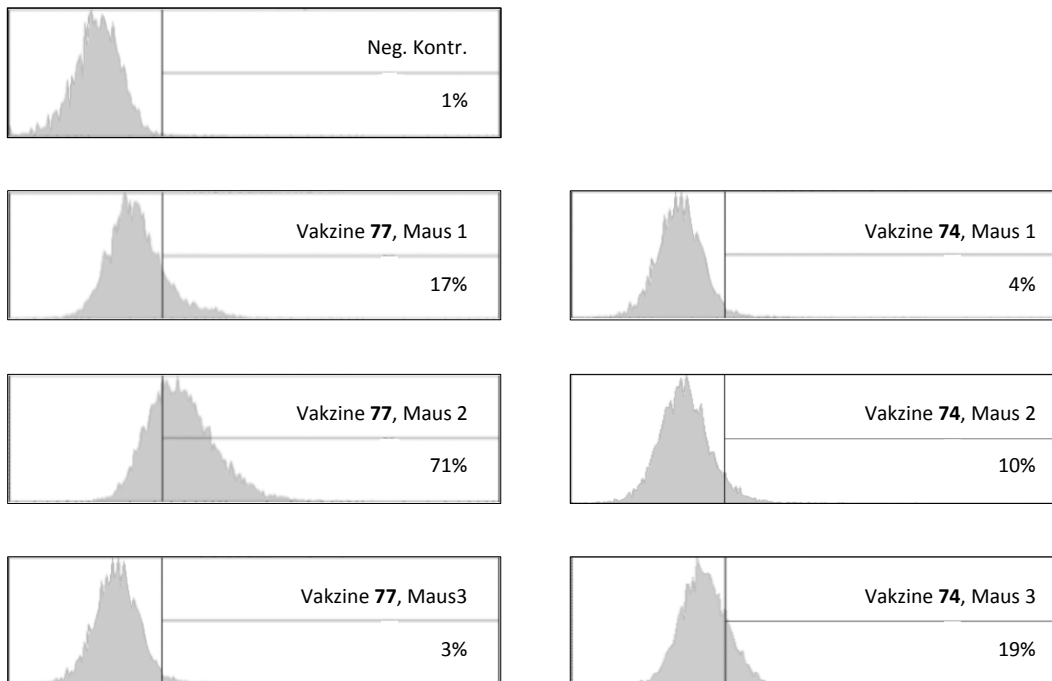 Neg. Kontr.
1%
Vakzine 77, Maus 1
17%
Vakzine 74, Maus 1
4%
Vakzine 77, Maus 2
71%
Vakzine 74, Maus 2
10%
Vakzine 77, Maus3
3%
Vakzine 74, Maus 3
19%